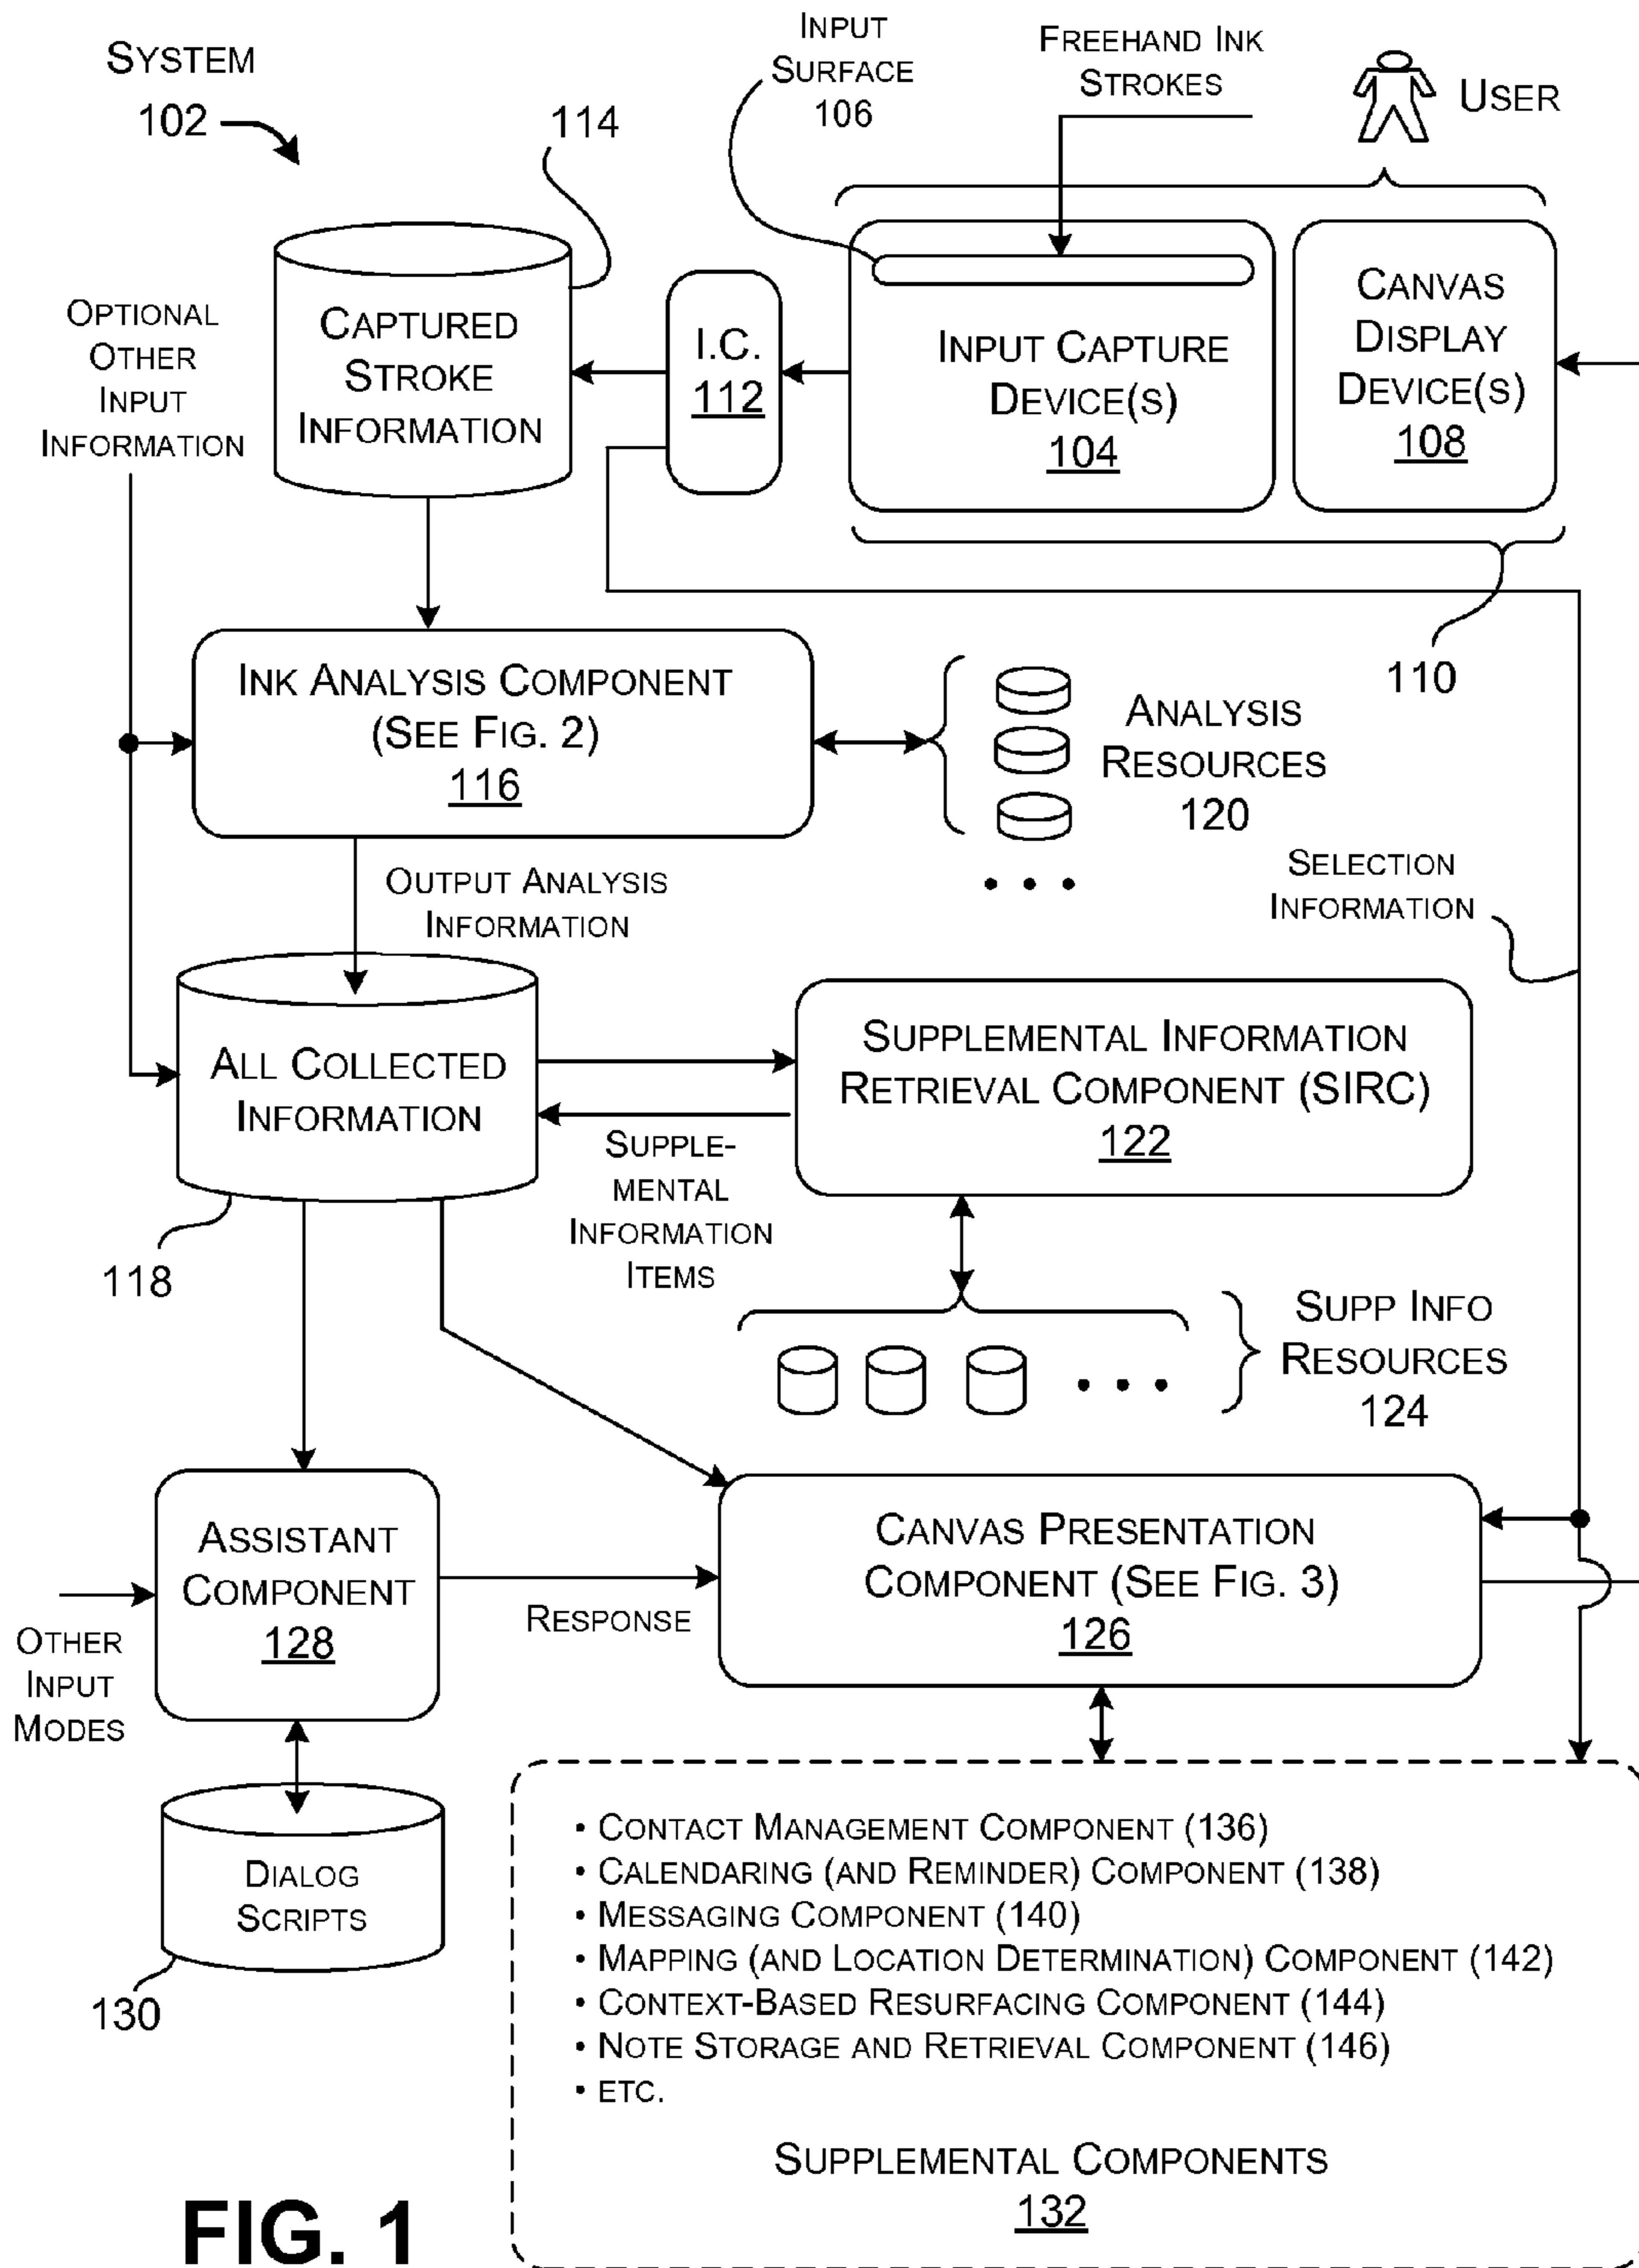 SYSTEM
102
114
INPUT
SURFACE
106
FREEHAND INK
STROKES
USER
OPTIONAL
OTHER
INPUT
INFORMATION
CAPTURED
STROKE
INFORMATION
I.C.
112
INPUT CAPTURE
DEVICE(S)
104
CANVAS
DISPLAY
DEVICE(S)
108
110
INK ANALYSIS COMPONENT
(SEE FIG. 2)
116
ANALYSIS
RESOURCES
120
• • •
OUTPUT ANALYSIS
INFORMATION
SELECTION
INFORMATION
ALL COLLECTED
INFORMATION
118
SUPPLEMENTAL INFORMATION
RETRIEVAL COMPONENT (SIRC)
122
SUPPLE-
MENTAL
INFORMATION
ITEMS
• • •
SUPP INFO
RESOURCES
124
ASSISTANT
COMPONENT
128
OTHER
INPUT
MODES
RESPONSE
CANVAS PRESENTATION
COMPONENT (SEE FIG. 3)
126
DIALOG
SCRIPTS
130
• CONTACT MANAGEMENT COMPONENT (136)
• CALENDARING (AND REMINDER) COMPONENT (138)
• MESSAGING COMPONENT (140)
• MAPPING (AND LOCATION DETERMINATION) COMPONENT (142)
• CONTEXT-BASED RESURFACING COMPONENT (144)
• NOTE STORAGE AND RETRIEVAL COMPONENT (146)
• ETC.
SUPPLEMENTAL COMPONENTS
132
FIG. 1